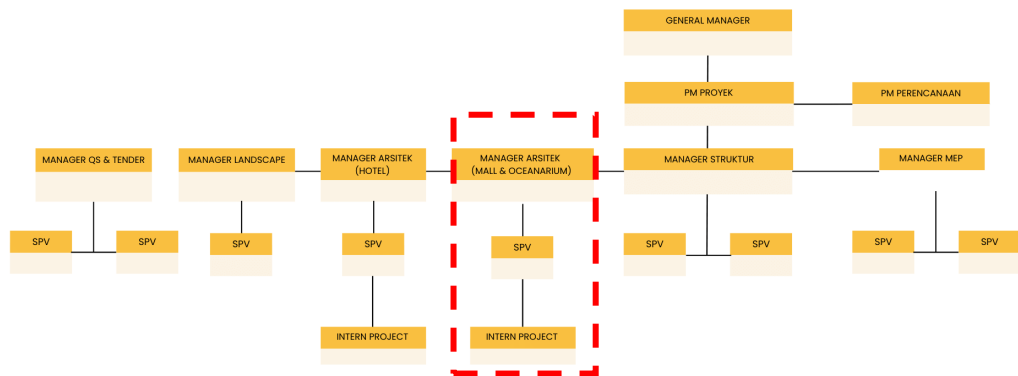 GENERAL MANAGER
PM PROYEK
PM PERENCANAAN
MANAGER QS & TENDER
MANAGER LANDSCAPE
MANAGER ARSITEK
(HOTEL)
MANAGER ARSITEK
(MALL & OCEANARIUM)
MANAGER STRUKTUR
MANAGER MEP
SPV
SPV
SPV
SPV
SPV
SPV
SPV
SPV
SPV
INTERN PROJECT
INTERN PROJECT